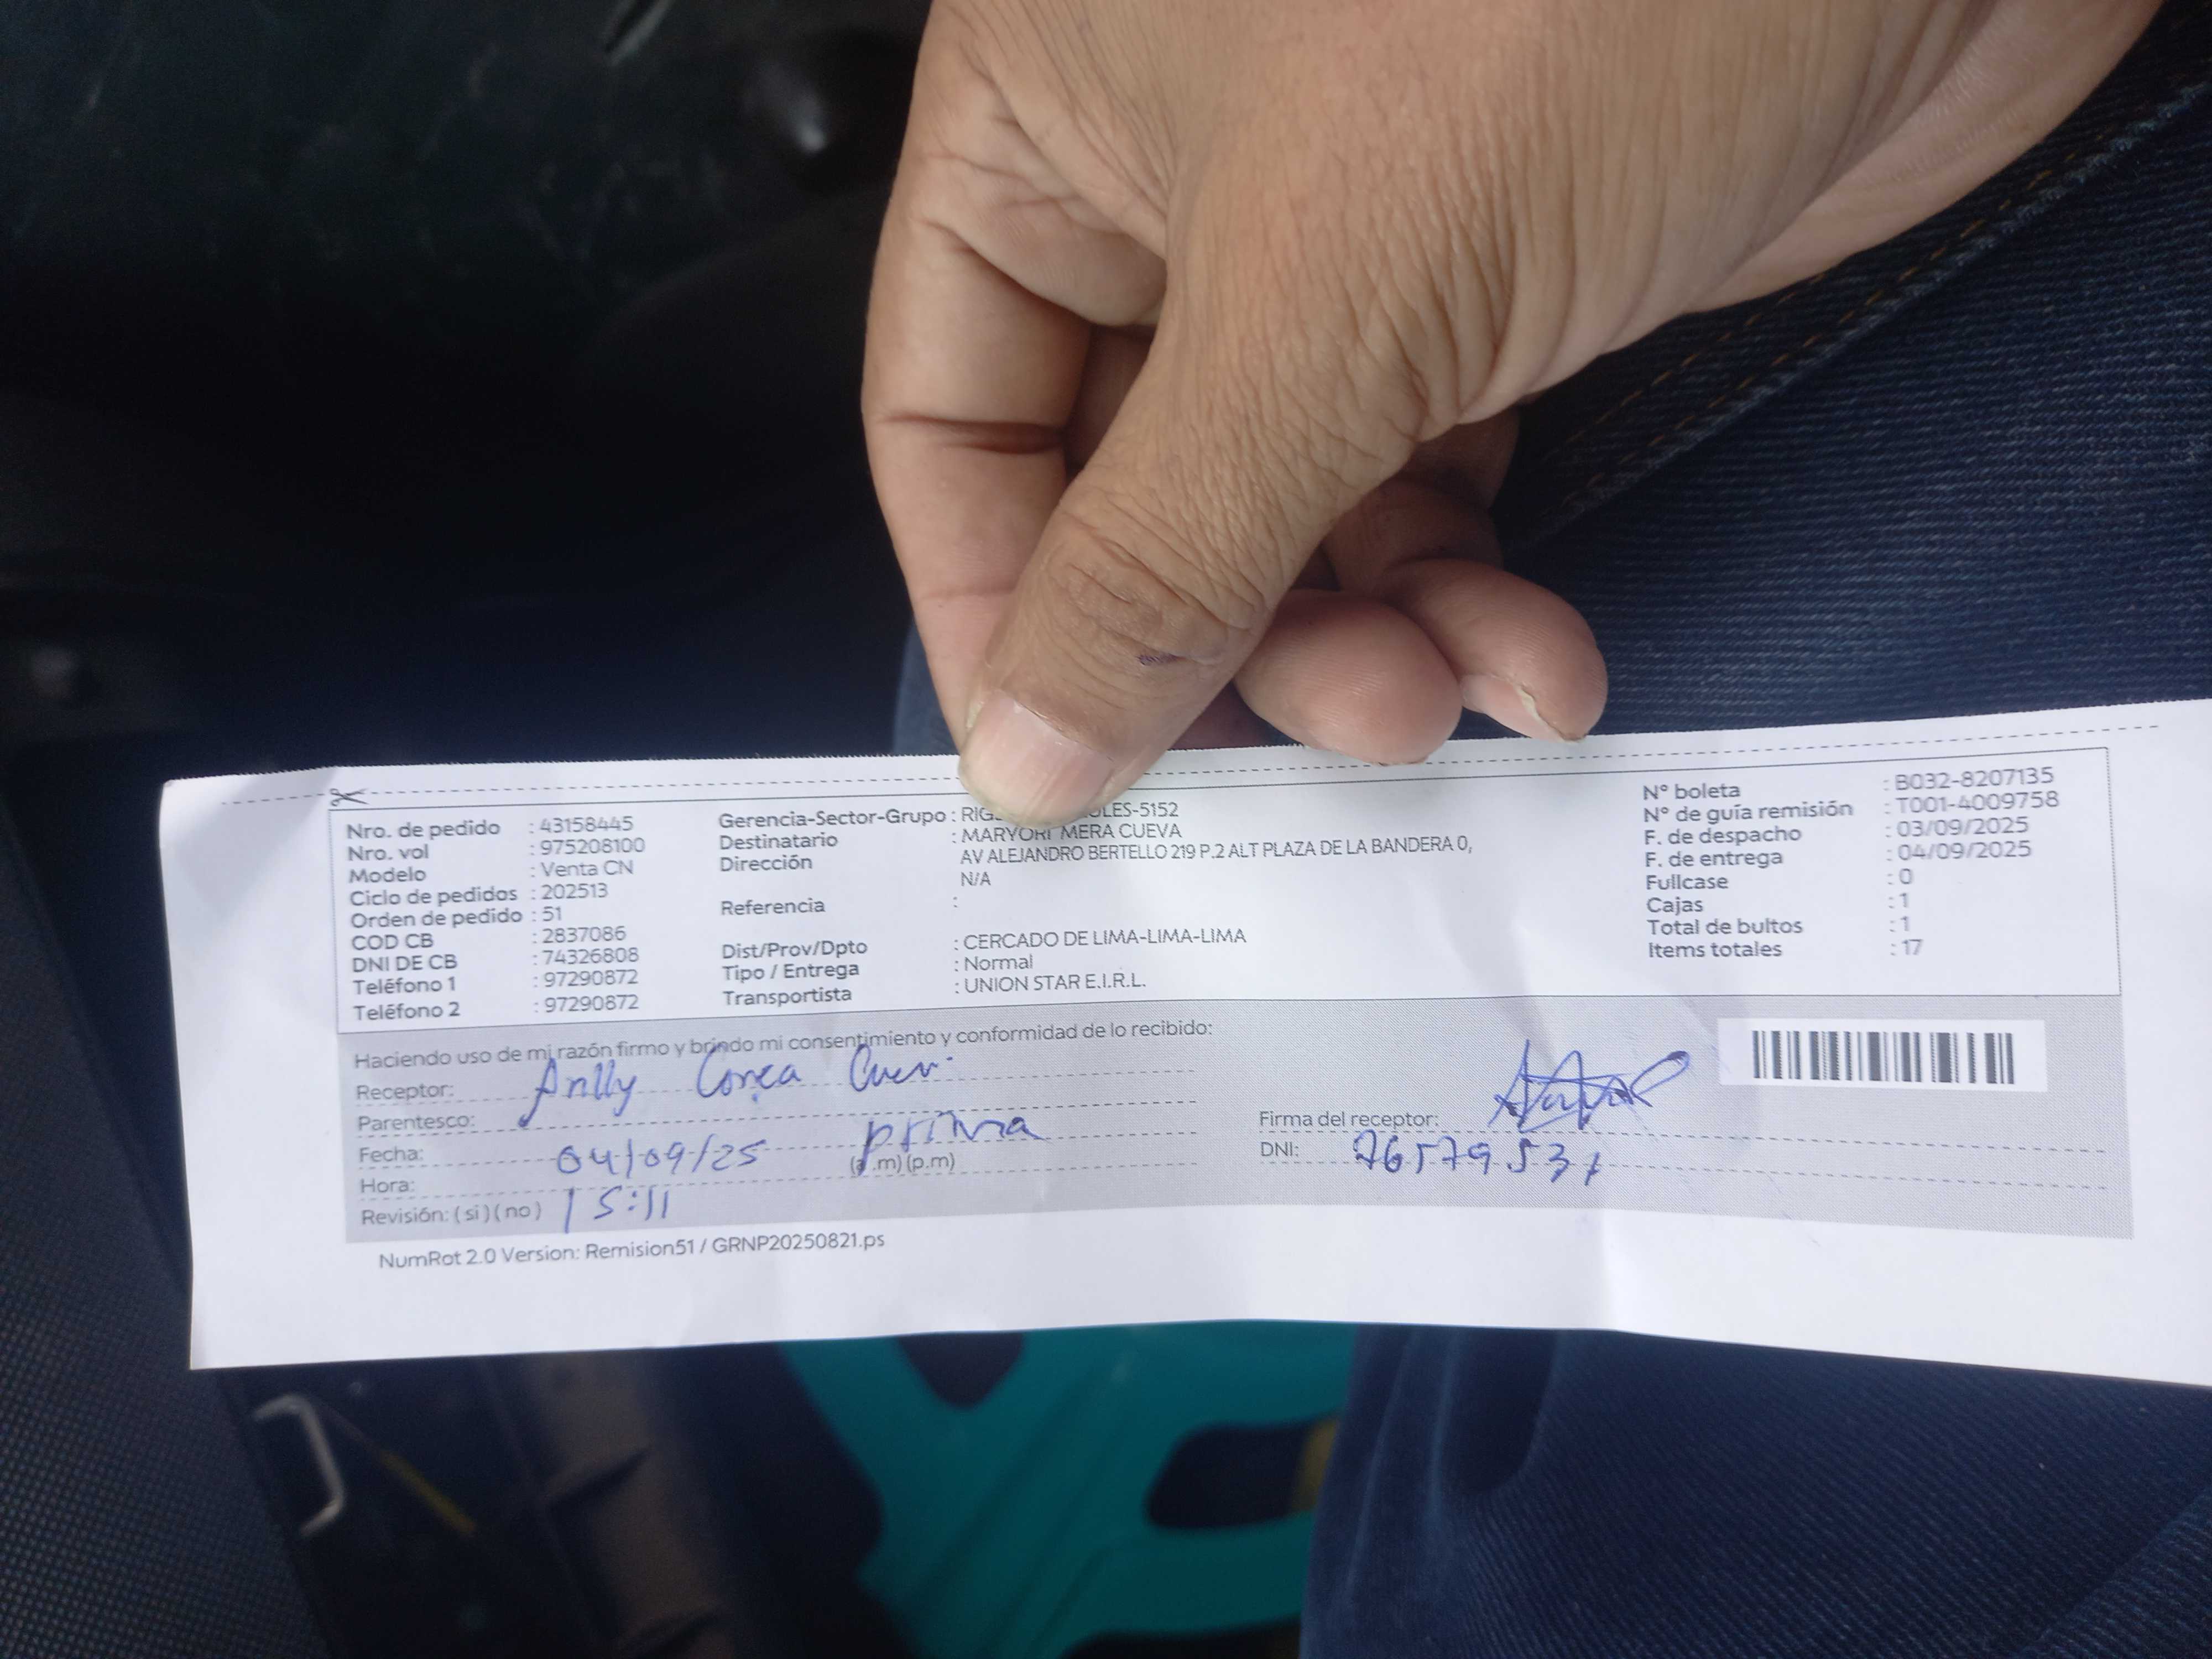 Nro. de pedido : 43158445
Nro. vol : 975208100
Modelo : Venta CN
Ciclo de pedidos : 202513
Orden de pedido : 51
COD CB : 2837086
DNI DE CB : 74326808
Teléfono 1 : 97290872
Teléfono 2 : 97290872
Gerencia-Sector-Grupo : -5152
Destinatario : MARYORI MERA CUEVA
Dirección AV ALEJANDRO BERTELLO 219 P.2 ALT PLAZA DE LA BANDERA 0,
N/A
Referencia :
Dist/Prov/Dpto : CERCADO DE LIMA-LIMA-LIMA
Tipo / Entrega : Normal
Transportista : UNION STAR E.I.R.L.
N° boleta : B032-8207135
N° de guía remisión : T001-4009758
F. de despacho : 03/09/2025
F. de entrega : 04/09/2025
Fullcase : 0
Cajas : 1
Total de bultos : 1
Items totales : 17
Haciendo uso de mi razón firmo y brindo mi consentimiento y conformidad de lo recibido:
Receptor: Correa
Parentesco: prima
Fecha: 04/09/25 (a.m)(p.m)
Hora: 15:11
Revisión: (si)(no)
Firma del receptor:
DNI:
NumRot 2.0 Version: Remision51 / GRNP20250821.ps